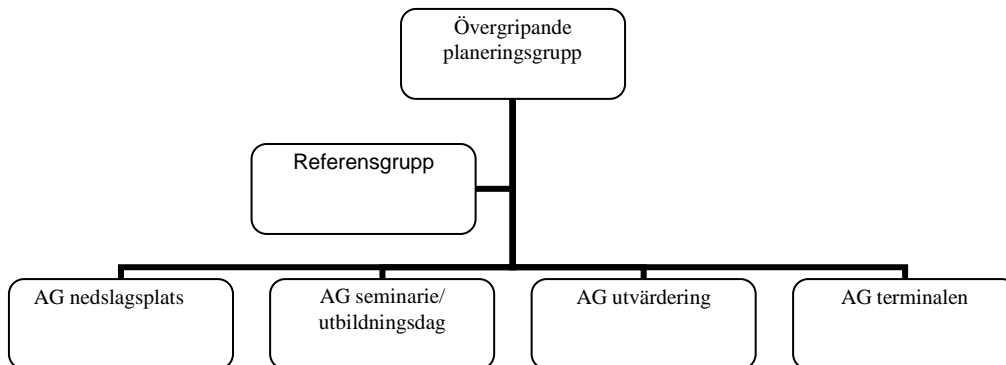 Övergripande
planeringsgrupp
Referensgrupp
AG nedslagsplats
AG seminarie/
utbildningsdag
AG utvärdering
AG terminalen